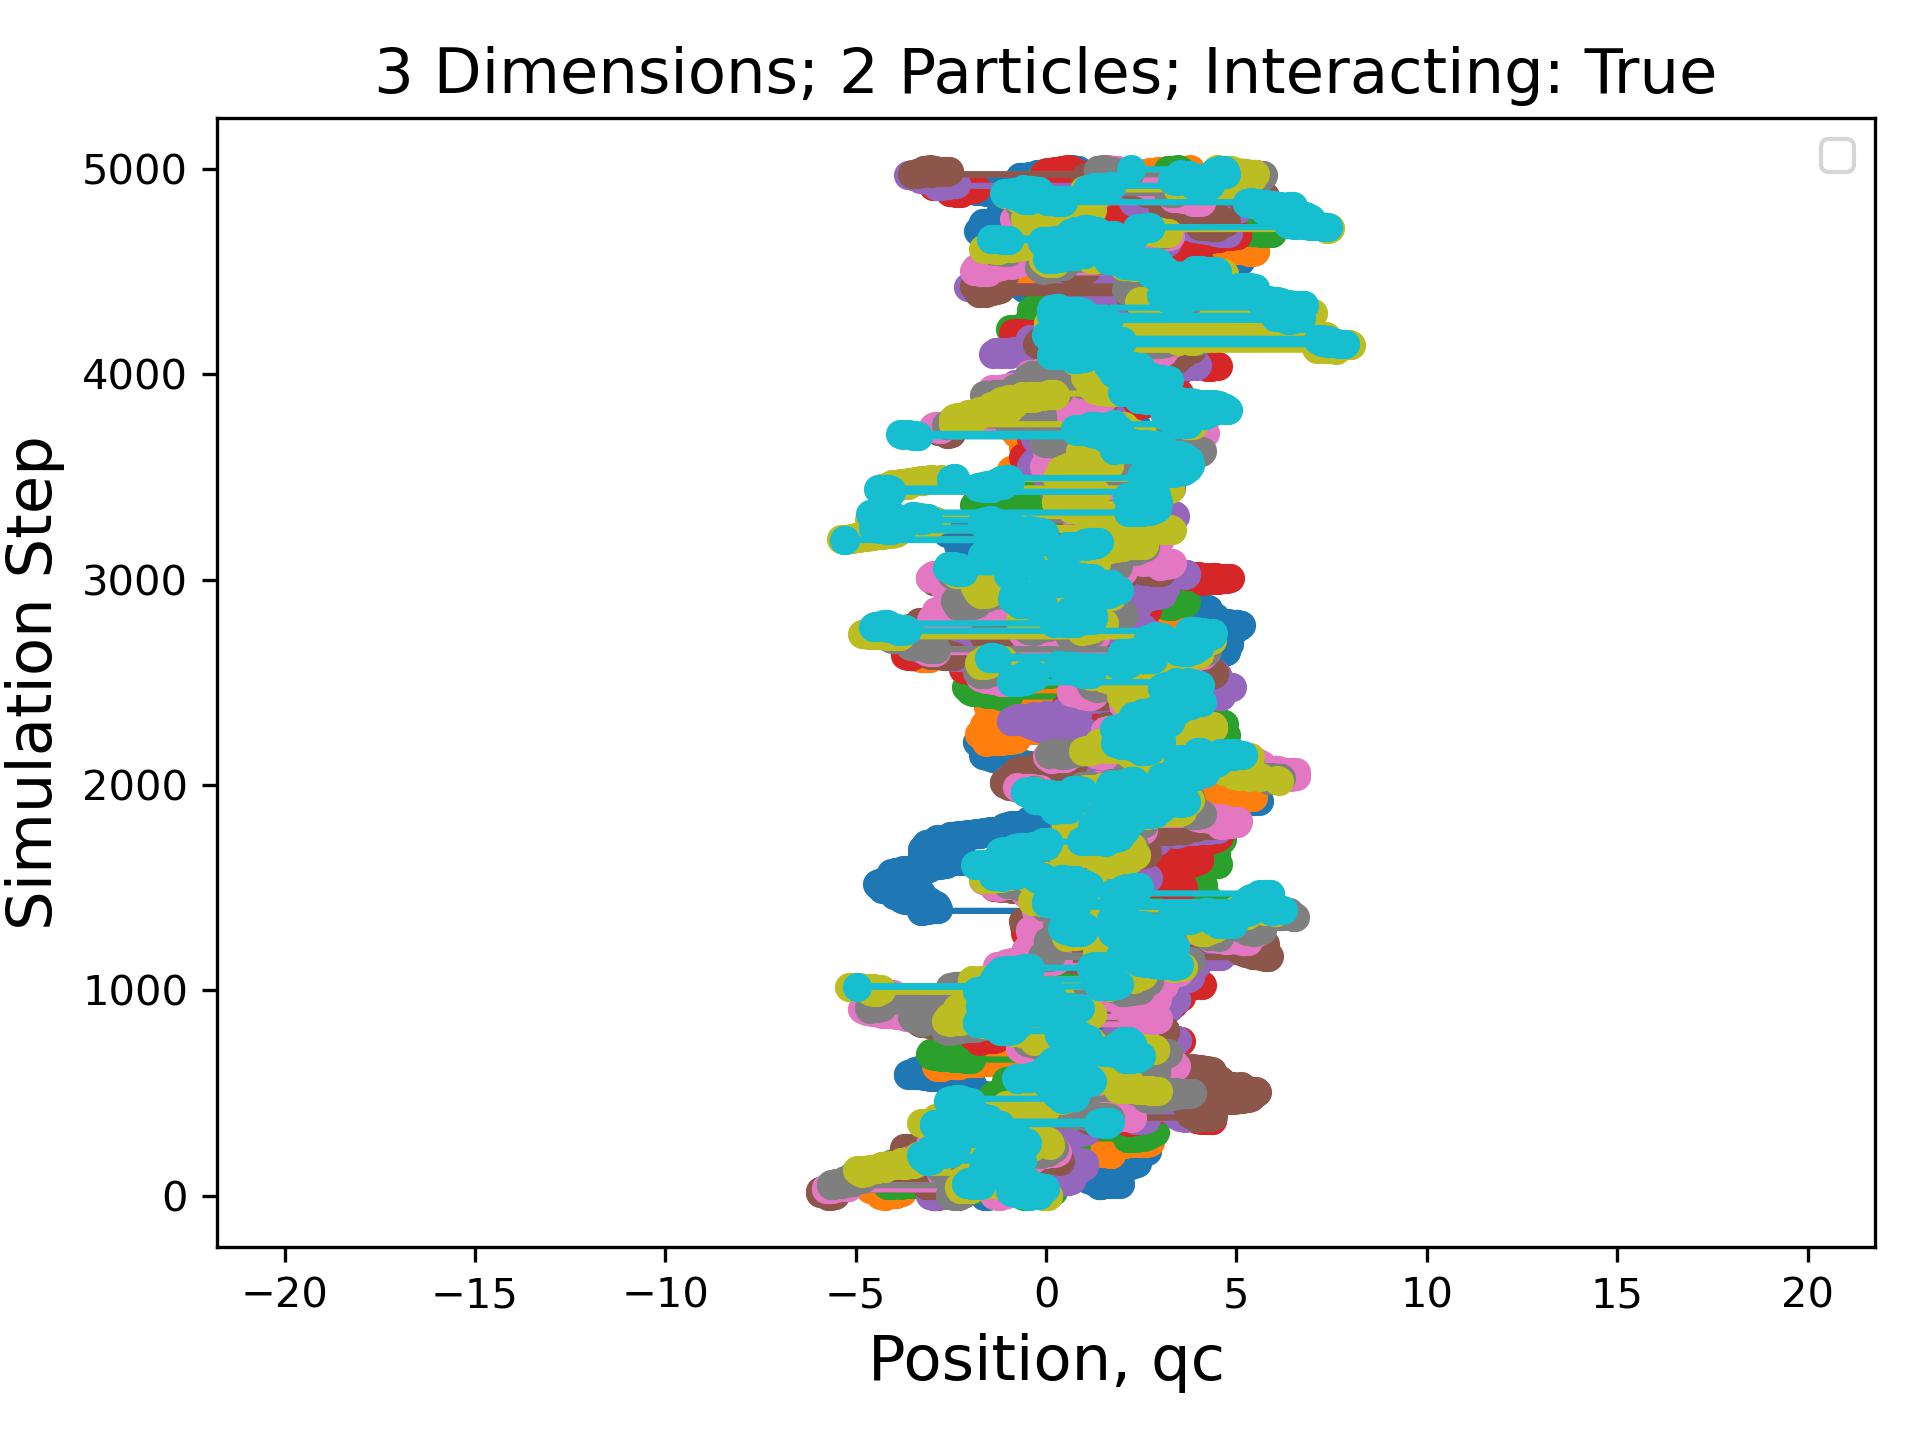 3 Dimensions; 2 Particles; Interacting: True
5000
4000
3000
2000
1000
0
Simulation Step
−20 −15 −10 −5 0 5 10 15 20
Position, qc